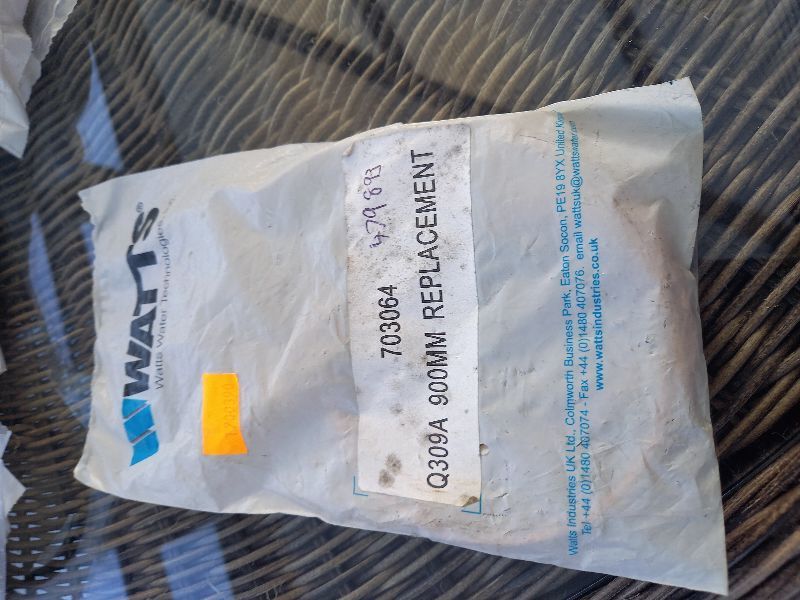 WATTS®
Watts Water Technologies
479 893
703064
Q309A 900MM REPLACEMENT
Watts Industries UK Ltd., Colmworth Business Park, Eaton Socon, PE19 8YX, United
Tel +44 (0)1480 407074 - Fax +44 (0)1480 407076 email wattsuk@wattswater.com
www.wattsindustries.co.uk